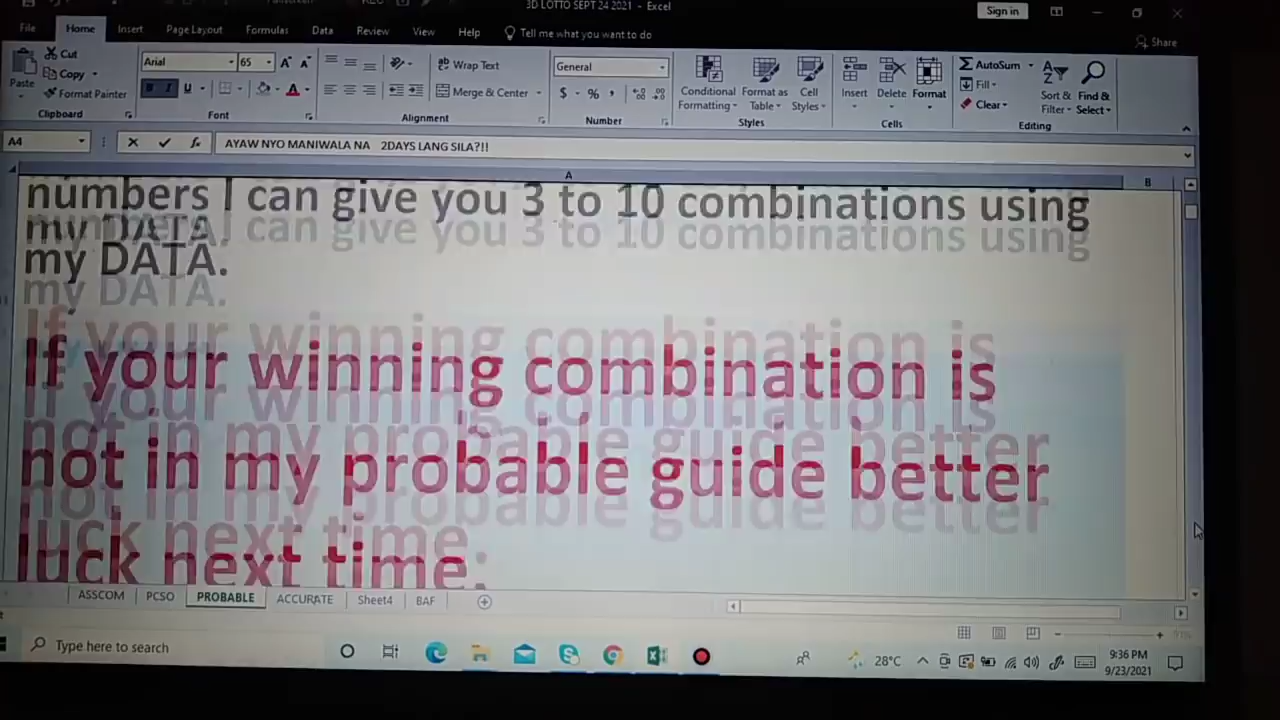 3D LOTTO SEPT 24 2021 - Excel
Sign in
File Home Insert Page Layout Formulas Data Review View Help Tell me what you want to do
Share
Cut
Copy
Format Painter
Paste
Clipboard
Arial 65
Font
Wrap Text
Merge & Center
Alignment
General
Number
Conditional Formatting
Format as Table
Cell Styles
Styles
Insert Delete Format
Cells
AutoSum
Fill
Clear
Sort & Filter
Find & Select
Editing
A4 AYAW NYO MANIWALA NA 2DAYS LANG SILA?!!
A B
numbers I can give you 3 to 10 combinations using
my DATA.
If your winning combination is
not in my probable guide better
luck next time.
ASSCOM PCSO PROBABLE ACCURATE Sheet4 BAF
Type here to search
28°C
9:36 PM
9/23/2021